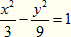 x²/3 − y²/9 = 1